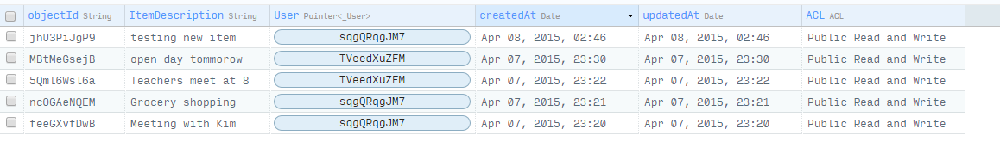 objectId String ItemDescription String User Pointer<_User> createdAt Date updatedAt Date ACL ACL
jhU3PiJgP9 testing new item sqgQRqgJM7 Apr 08, 2015, 02:46 Apr 08, 2015, 02:46 Public Read and Write
MBtMeGsejB open day tommorow TVeedXuZFM Apr 07, 2015, 23:30 Apr 07, 2015, 23:30 Public Read and Write
5Qml6Wsl6a Teachers meet at 8 TVeedXuZFM Apr 07, 2015, 23:22 Apr 07, 2015, 23:22 Public Read and Write
ncOGAeNQEM Grocery shopping sqgQRqgJM7 Apr 07, 2015, 23:21 Apr 07, 2015, 23:21 Public Read and Write
feeGXvfDwB Meeting with Kim sqgQRqgJM7 Apr 07, 2015, 23:20 Apr 07, 2015, 23:20 Public Read and Write